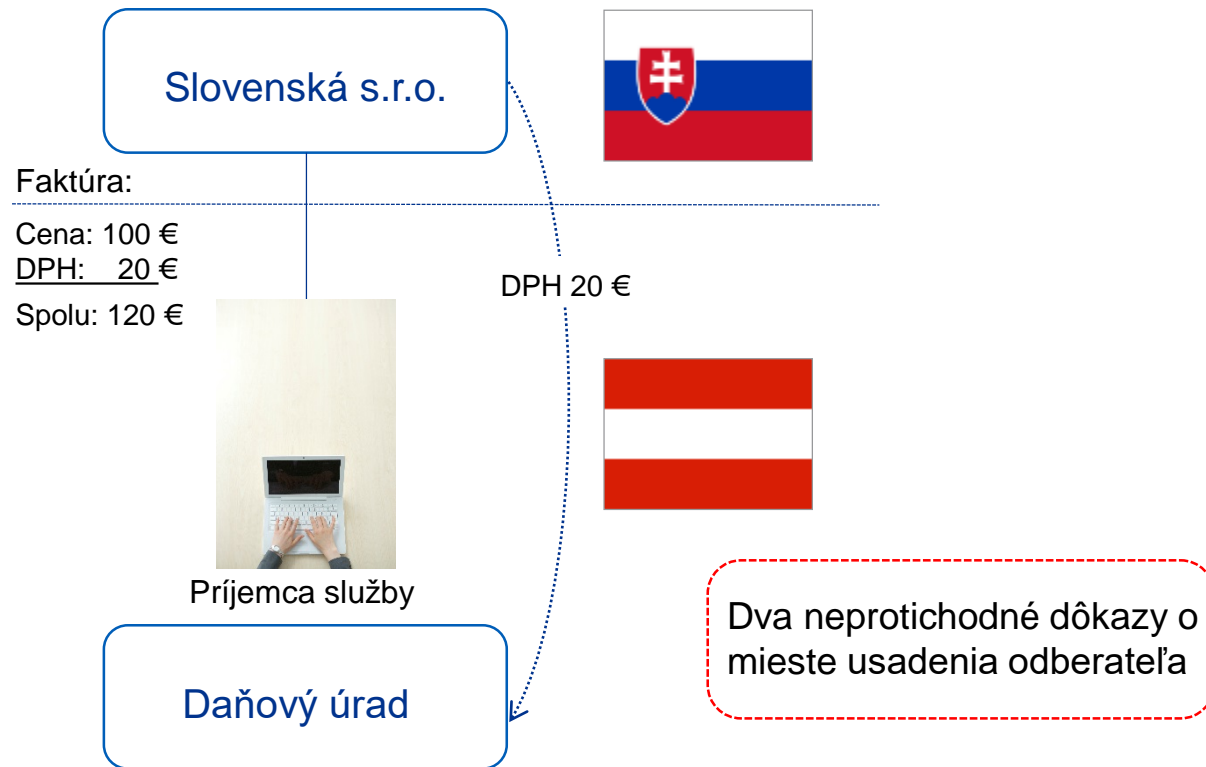 Slovenská s.r.o.
Faktúra:
Cena: 100 €
DPH: 20 €
Spolu: 120 €
DPH 20 €
Príjemca služby
Daňový úrad
Dva neprotichodné dôkazy o
mieste usadenia odberateľa